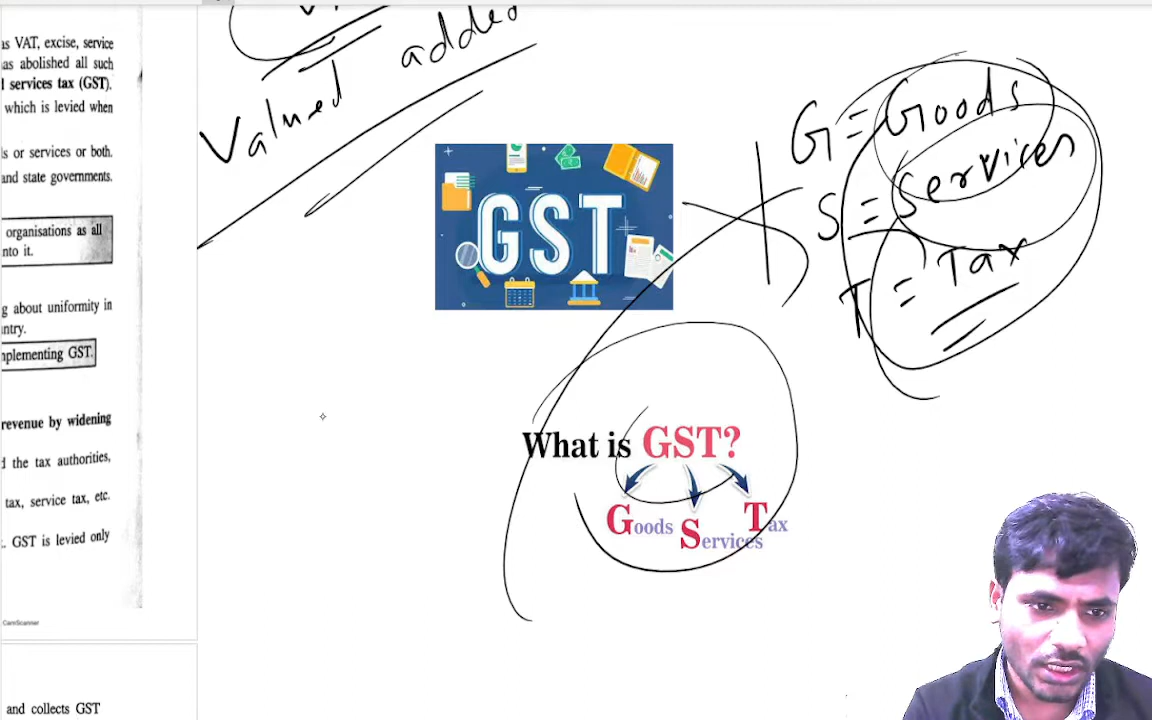 as VAT, excise, service
as abolished all such
l services tax (GST).
which is levied when
ls or services or both.
and state governments.
organisations as all
nto it.
g about uniformity in
ntry.
mplementing GST.
revenue by widening
d the tax authorities,
tax, service tax, etc.
. GST is levied only
CamScanner
and collects GST
Valued added
GST
G = Goods
S = Services
T = Tax
What is GST?
Goods Services Tax